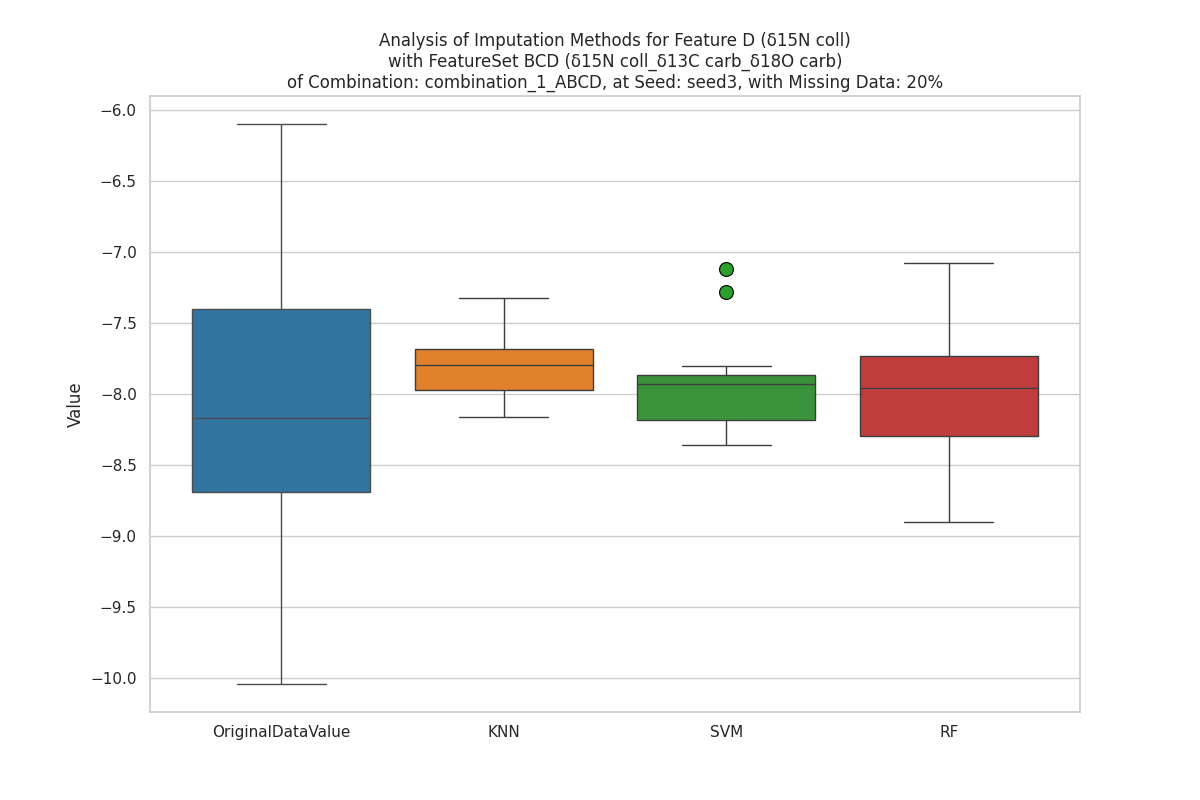 Analysis of Imputation Methods for Feature D (δ15N coll)
with FeatureSet BCD (δ15N coll_δ13C carb_δ18O carb)
of Combination: combination_1_ABCD, at Seed: seed3, with Missing Data: 20%
−6.0
−6.5
−7.0
−7.5
−8.0
−8.5
−9.0
−9.5
−10.0
Value
OriginalDataValue
KNN
SVM
RF